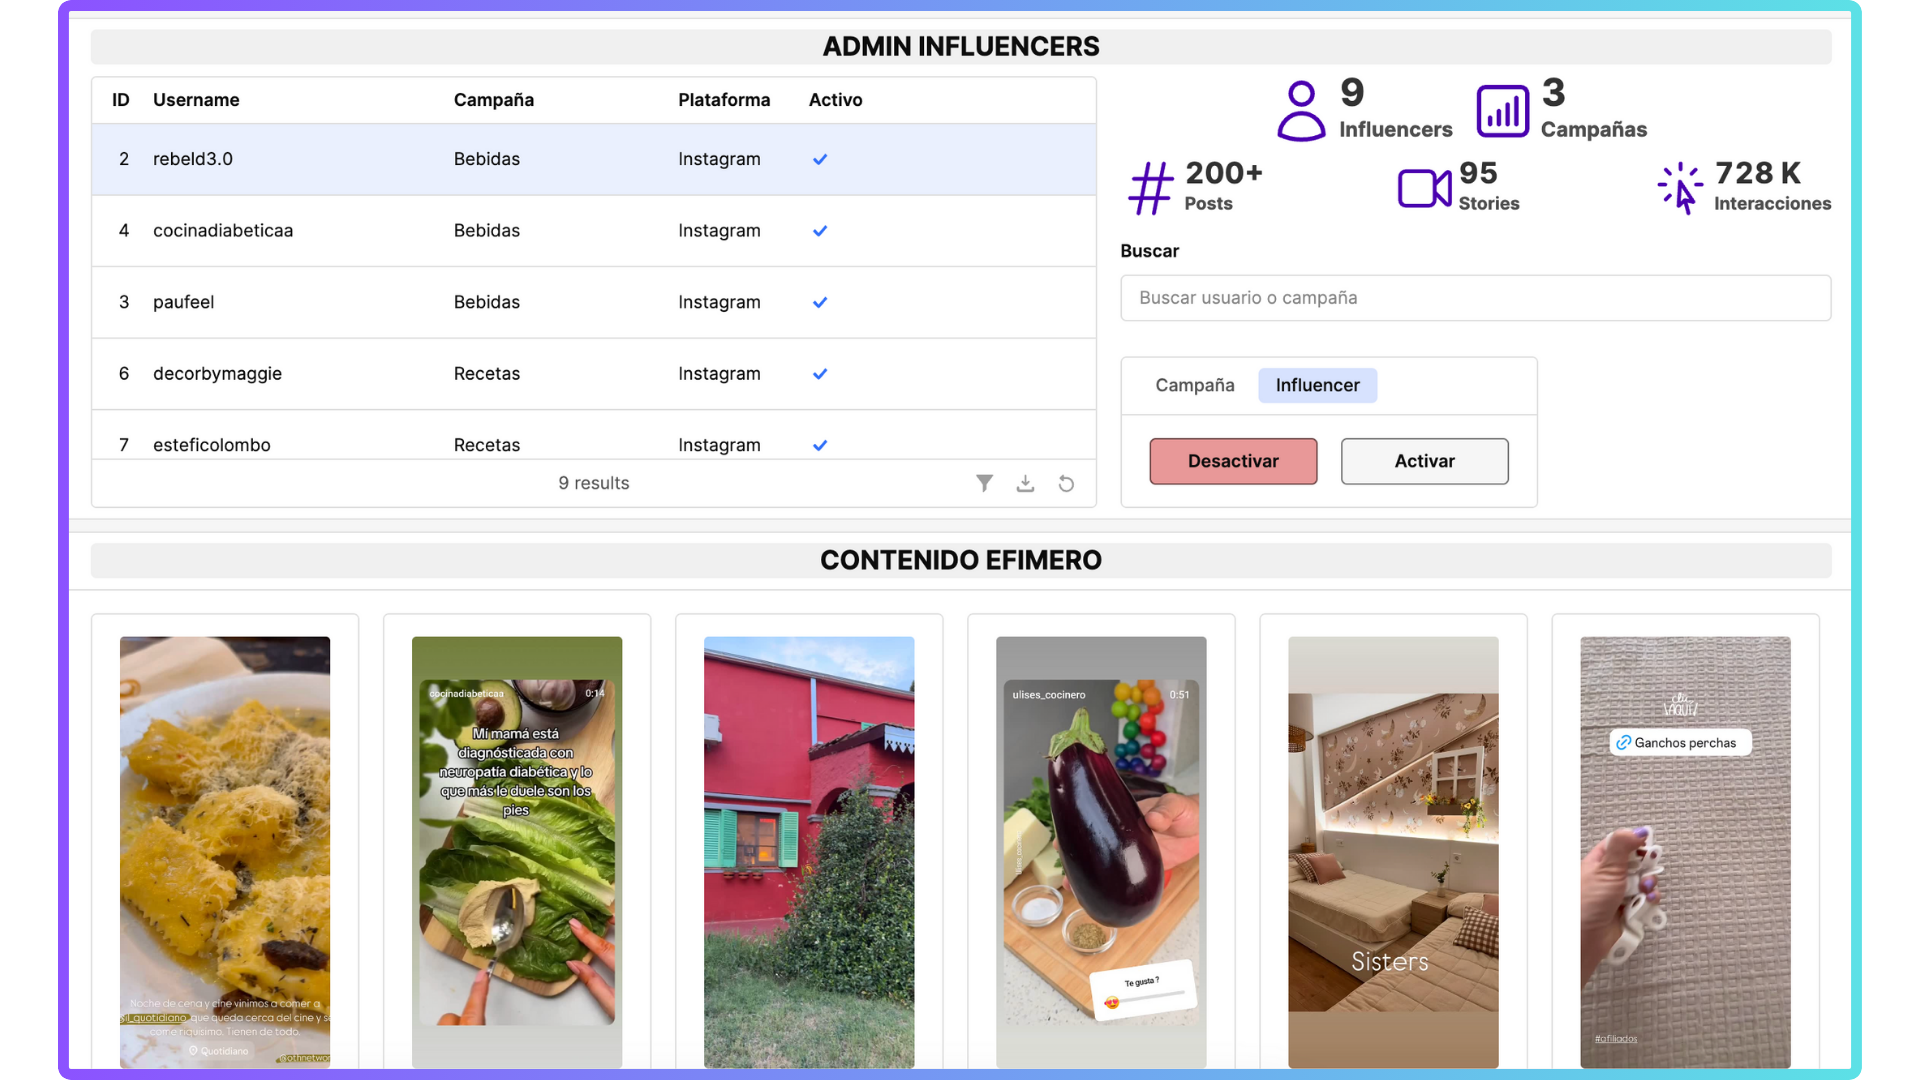 ADMIN INFLUENCERS
ID Username Campaña Plataforma Activo
2 rebeld3.0 Bebidas Instagram
4 cocinadiabeticaa Bebidas Instagram
3 paufeel Bebidas Instagram
6 decorbymaggie Recetas Instagram
7 esteficolombo Recetas Instagram
9 results
9
Influencers
3
Campañas
200+
Posts
95
Stories
728 K
Interacciones
Buscar
Buscar usuario o campaña
Campaña Influencer
Desactivar Activar
CONTENIDO EFIMERO
Noche de cena y cine vinimos a comer a
il_quotidiano que queda cerca del cine y
come riquisimo. Tienen de todo.
Quotidiano
@othnetwor
cocinadiabeticaa 0:14
Mí mamá está
diagnósticada con
neuropatía diabética y lo
que más le duele son los
pies
ulises_cocinero 0:51
Te gusta ?
Sisters
Ganchos perchas
#afiliados